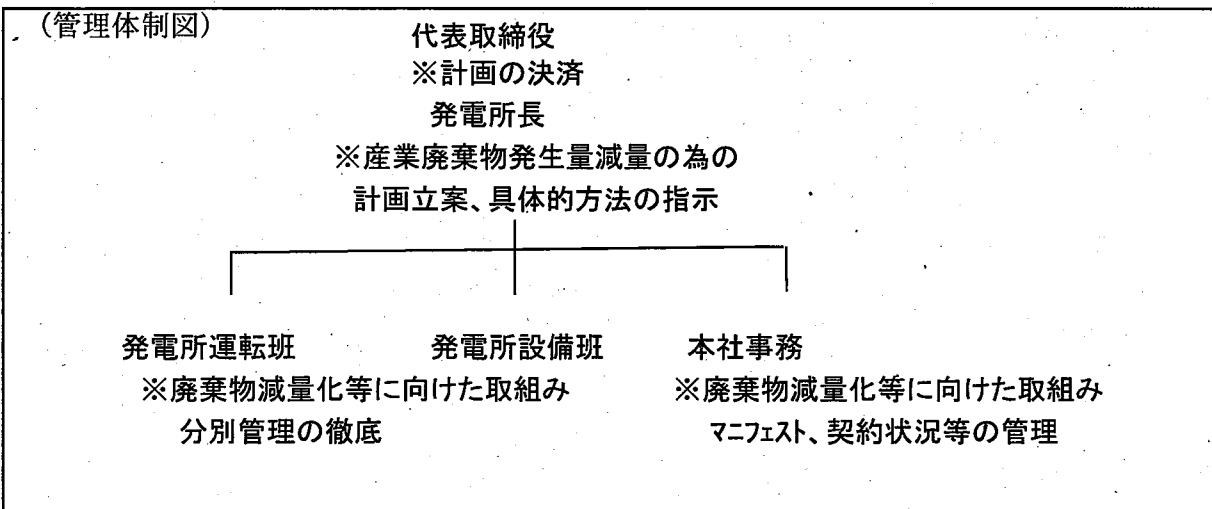 (管理体制図)
代表取締役
※計画の決済
発電所長
※産業廃棄物発生量減量の為の
計画立案、具体的方法の指示
発電所運転班 発電所設備班 本社事務
※廃棄物減量化等に向けた取組み ※廃棄物減量化等に向けた取組み
分別管理の徹底 マニフェスト、契約状況等の管理